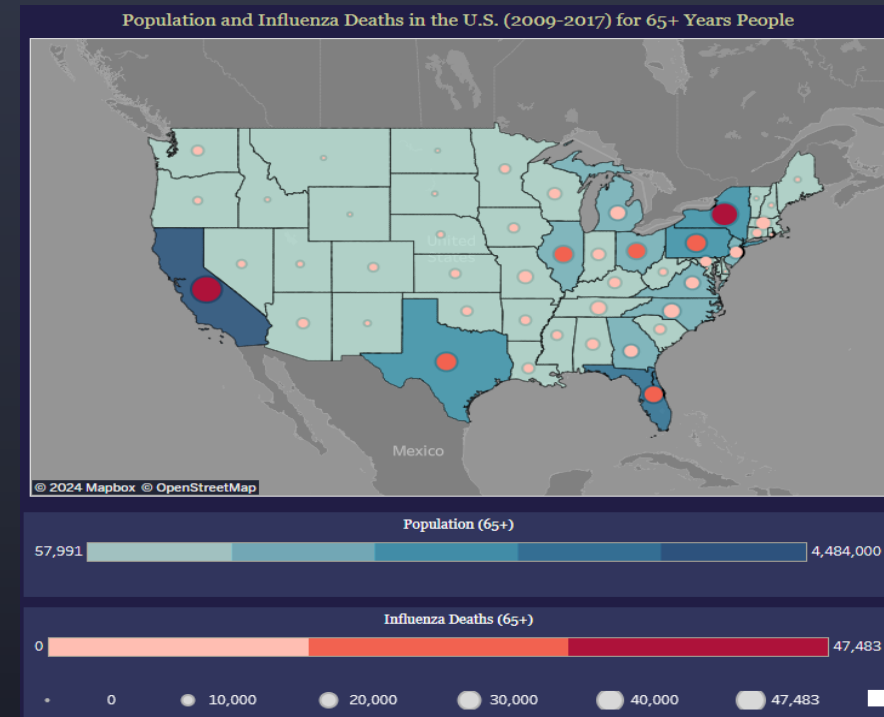 Population and Influenza Deaths in the U.S. (2009-2017) for 65+ Years People
United
States
Mexico
© 2024 Mapbox © OpenStreetMap
Population (65+)
57,991 4,484,000
Influenza Deaths (65+)
0 47,483
0 10,000 20,000 30,000 40,000 47,483